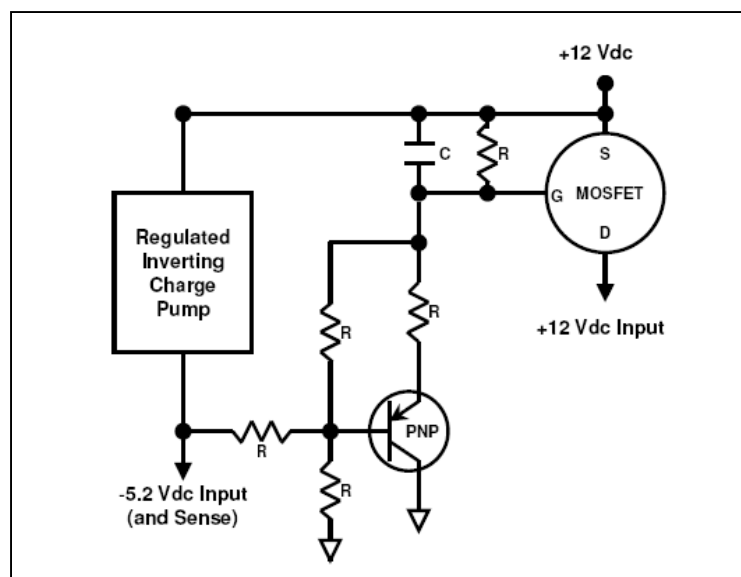 +12 Vdc
C
R
S
G
MOSFET
D
Regulated
Inverting
Charge
Pump
R
R
+12 Vdc Input
PNP
R
-5.2 Vdc Input
(and Sense)
R